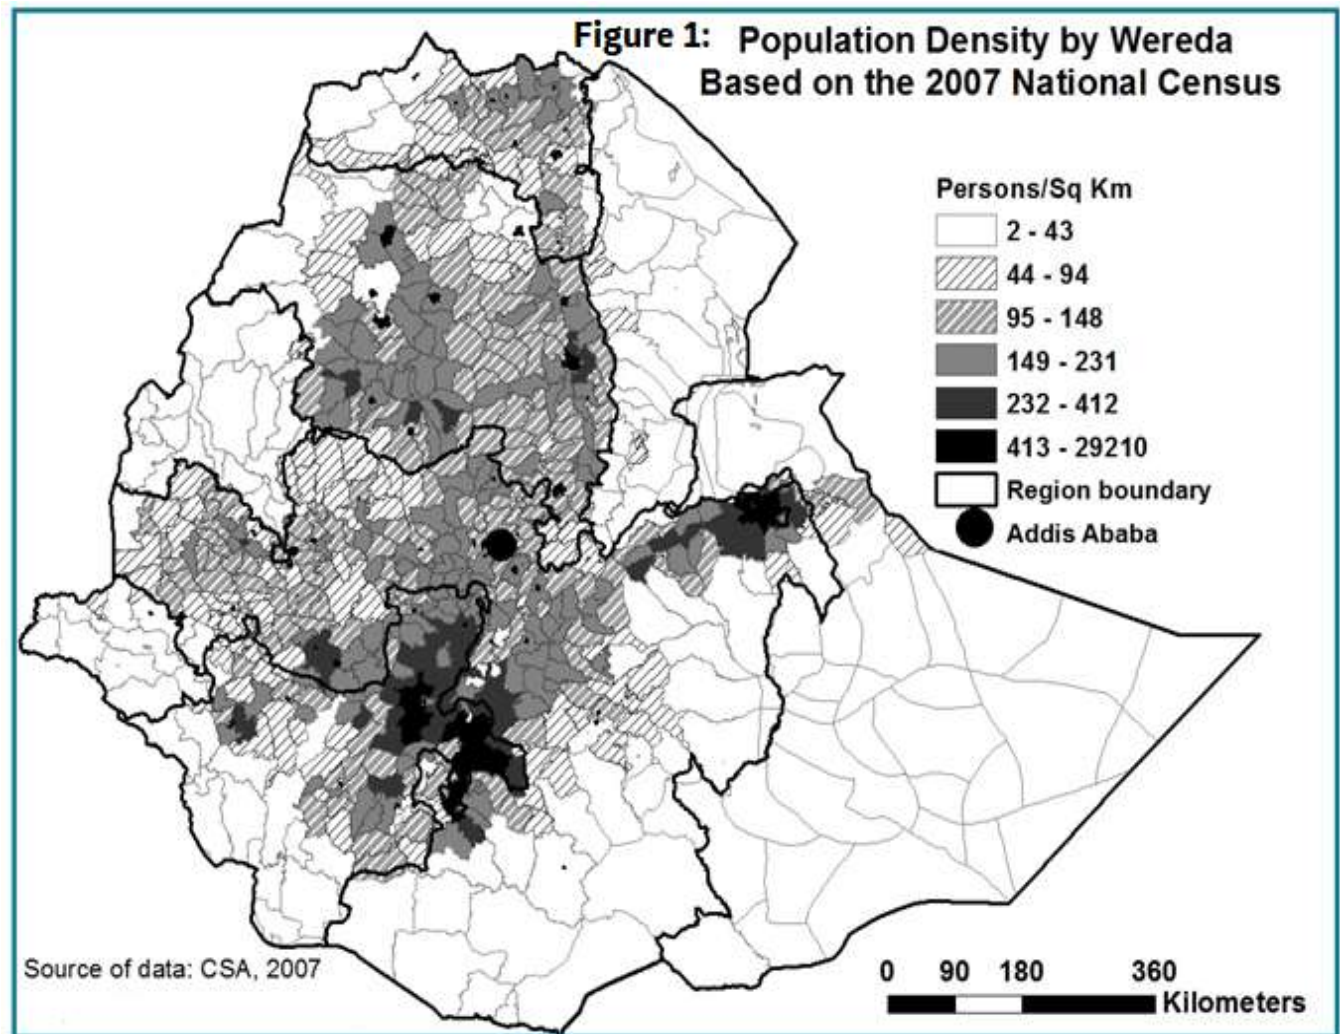 Figure 1: Population Density by Wereda
Based on the 2007 National Census
Persons/Sq Km
2 - 43
44 - 94
95 - 148
149 - 231
232 - 412
413 - 29210
Region boundary
Addis Ababa
Source of data: CSA, 2007
0 90 180 360
Kilometers